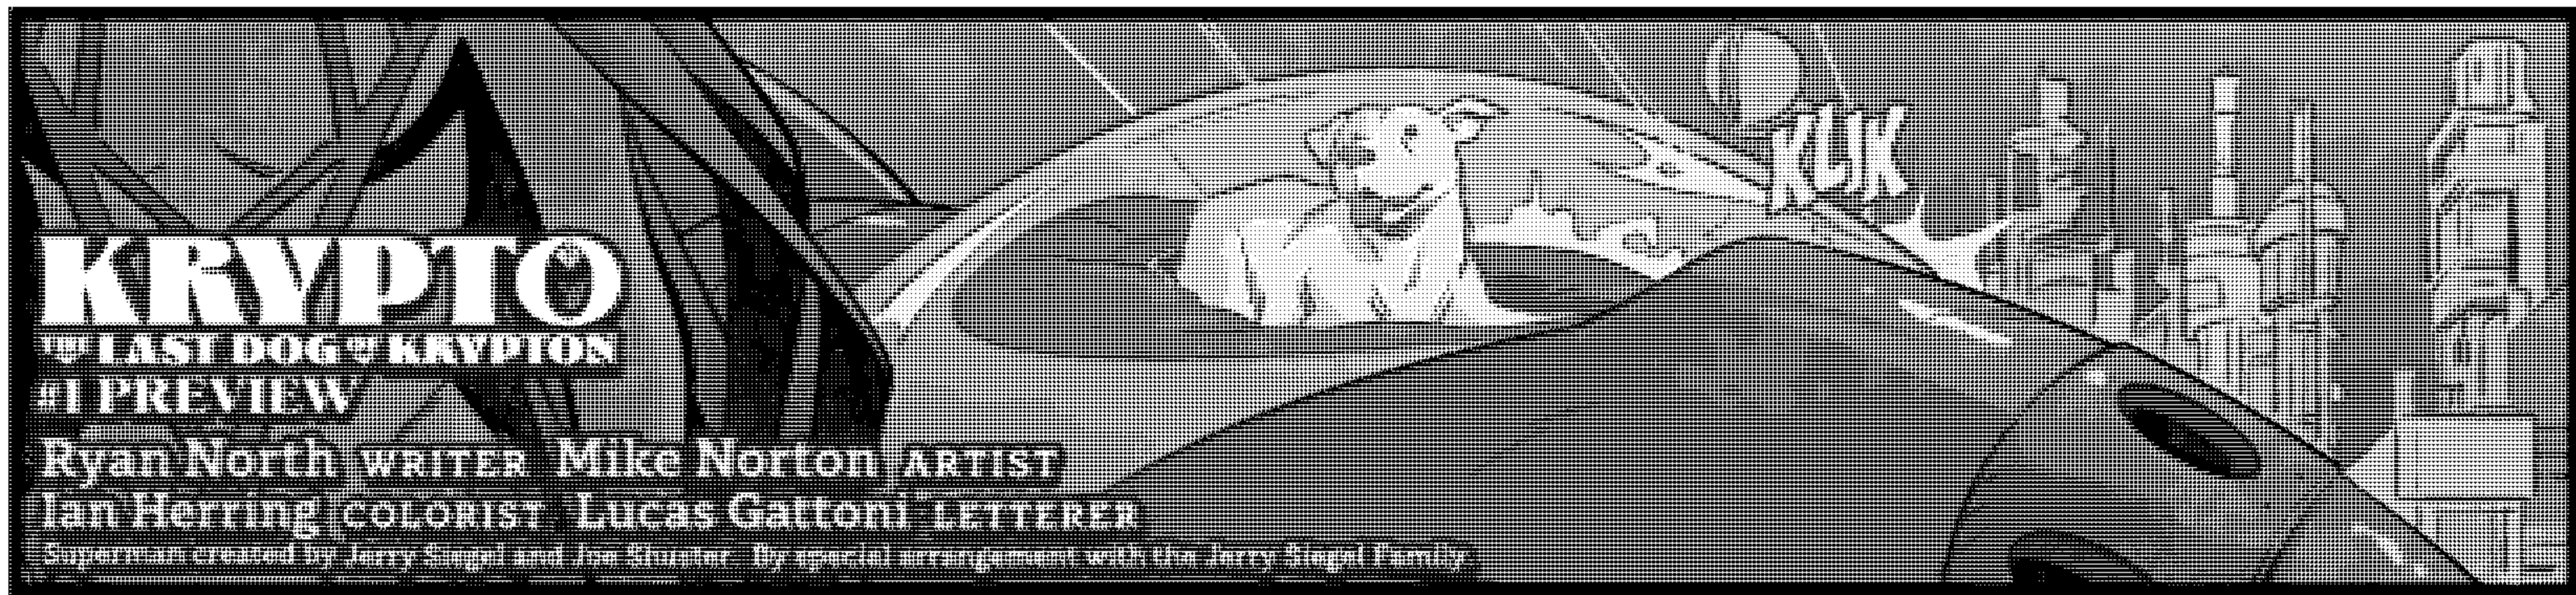 KRYPTO
THE LAST DOG OF KRYPTON
#1 PREVIEW
Ryan North WRITER Mike Norton ARTIST
Ian Herring COLORIST Lucas Gattoni LETTERER
Superman created by Jerry Siegel and Joe Shuster By special arrangement with the Jerry Siegel Family
KLIK